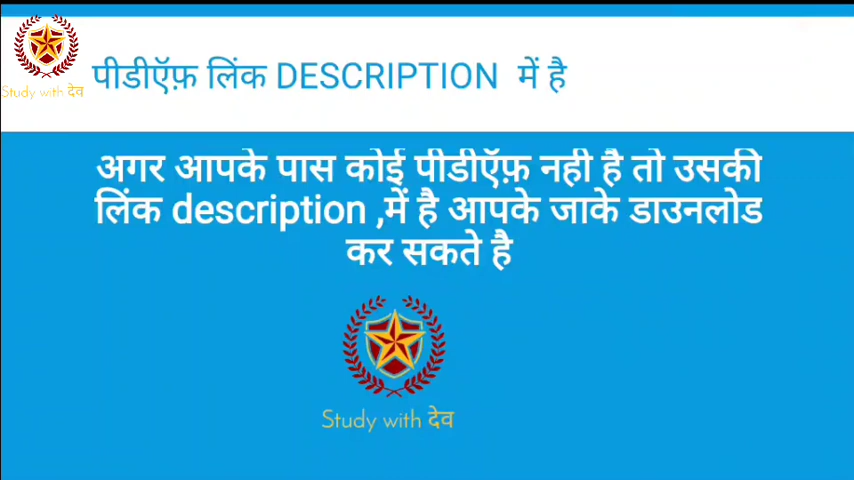 Study with देव
पीडीऍफ़ लिंक DESCRIPTION में है
अगर आपके पास कोई पीडीऍफ़ नही है तो उसकी
लिंक description ,में है आपके जाके डाउनलोड
कर सकते है
Study with देव